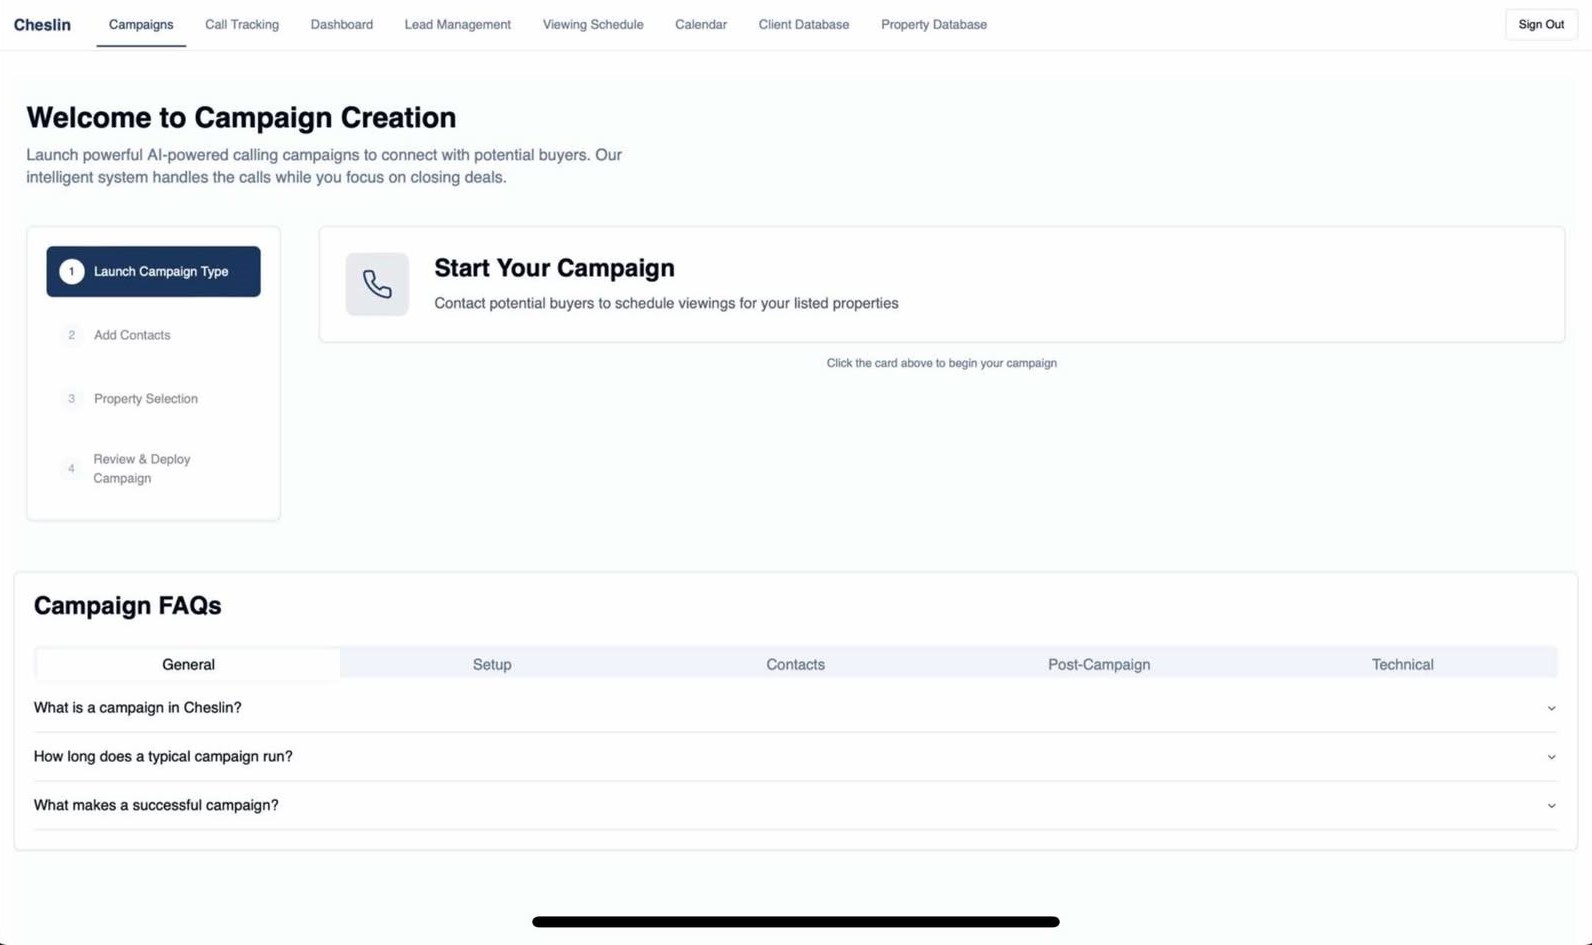 Cheslin
Campaigns
Call Tracking
Dashboard
Lead Management
Viewing Schedule
Calendar
Client Database
Property Database
Sign Out
Welcome to Campaign Creation
Launch powerful AI-powered calling campaigns to connect with potential buyers. Our
intelligent system handles the calls while you focus on closing deals.
1 Launch Campaign Type
2 Add Contacts
3 Property Selection
4 Review & Deploy
Campaign
Start Your Campaign
Contact potential buyers to schedule viewings for your listed properties
Click the card above to begin your campaign
Campaign FAQs
General
Setup
Contacts
Post-Campaign
Technical
What is a campaign in Cheslin?
How long does a typical campaign run?
What makes a successful campaign?